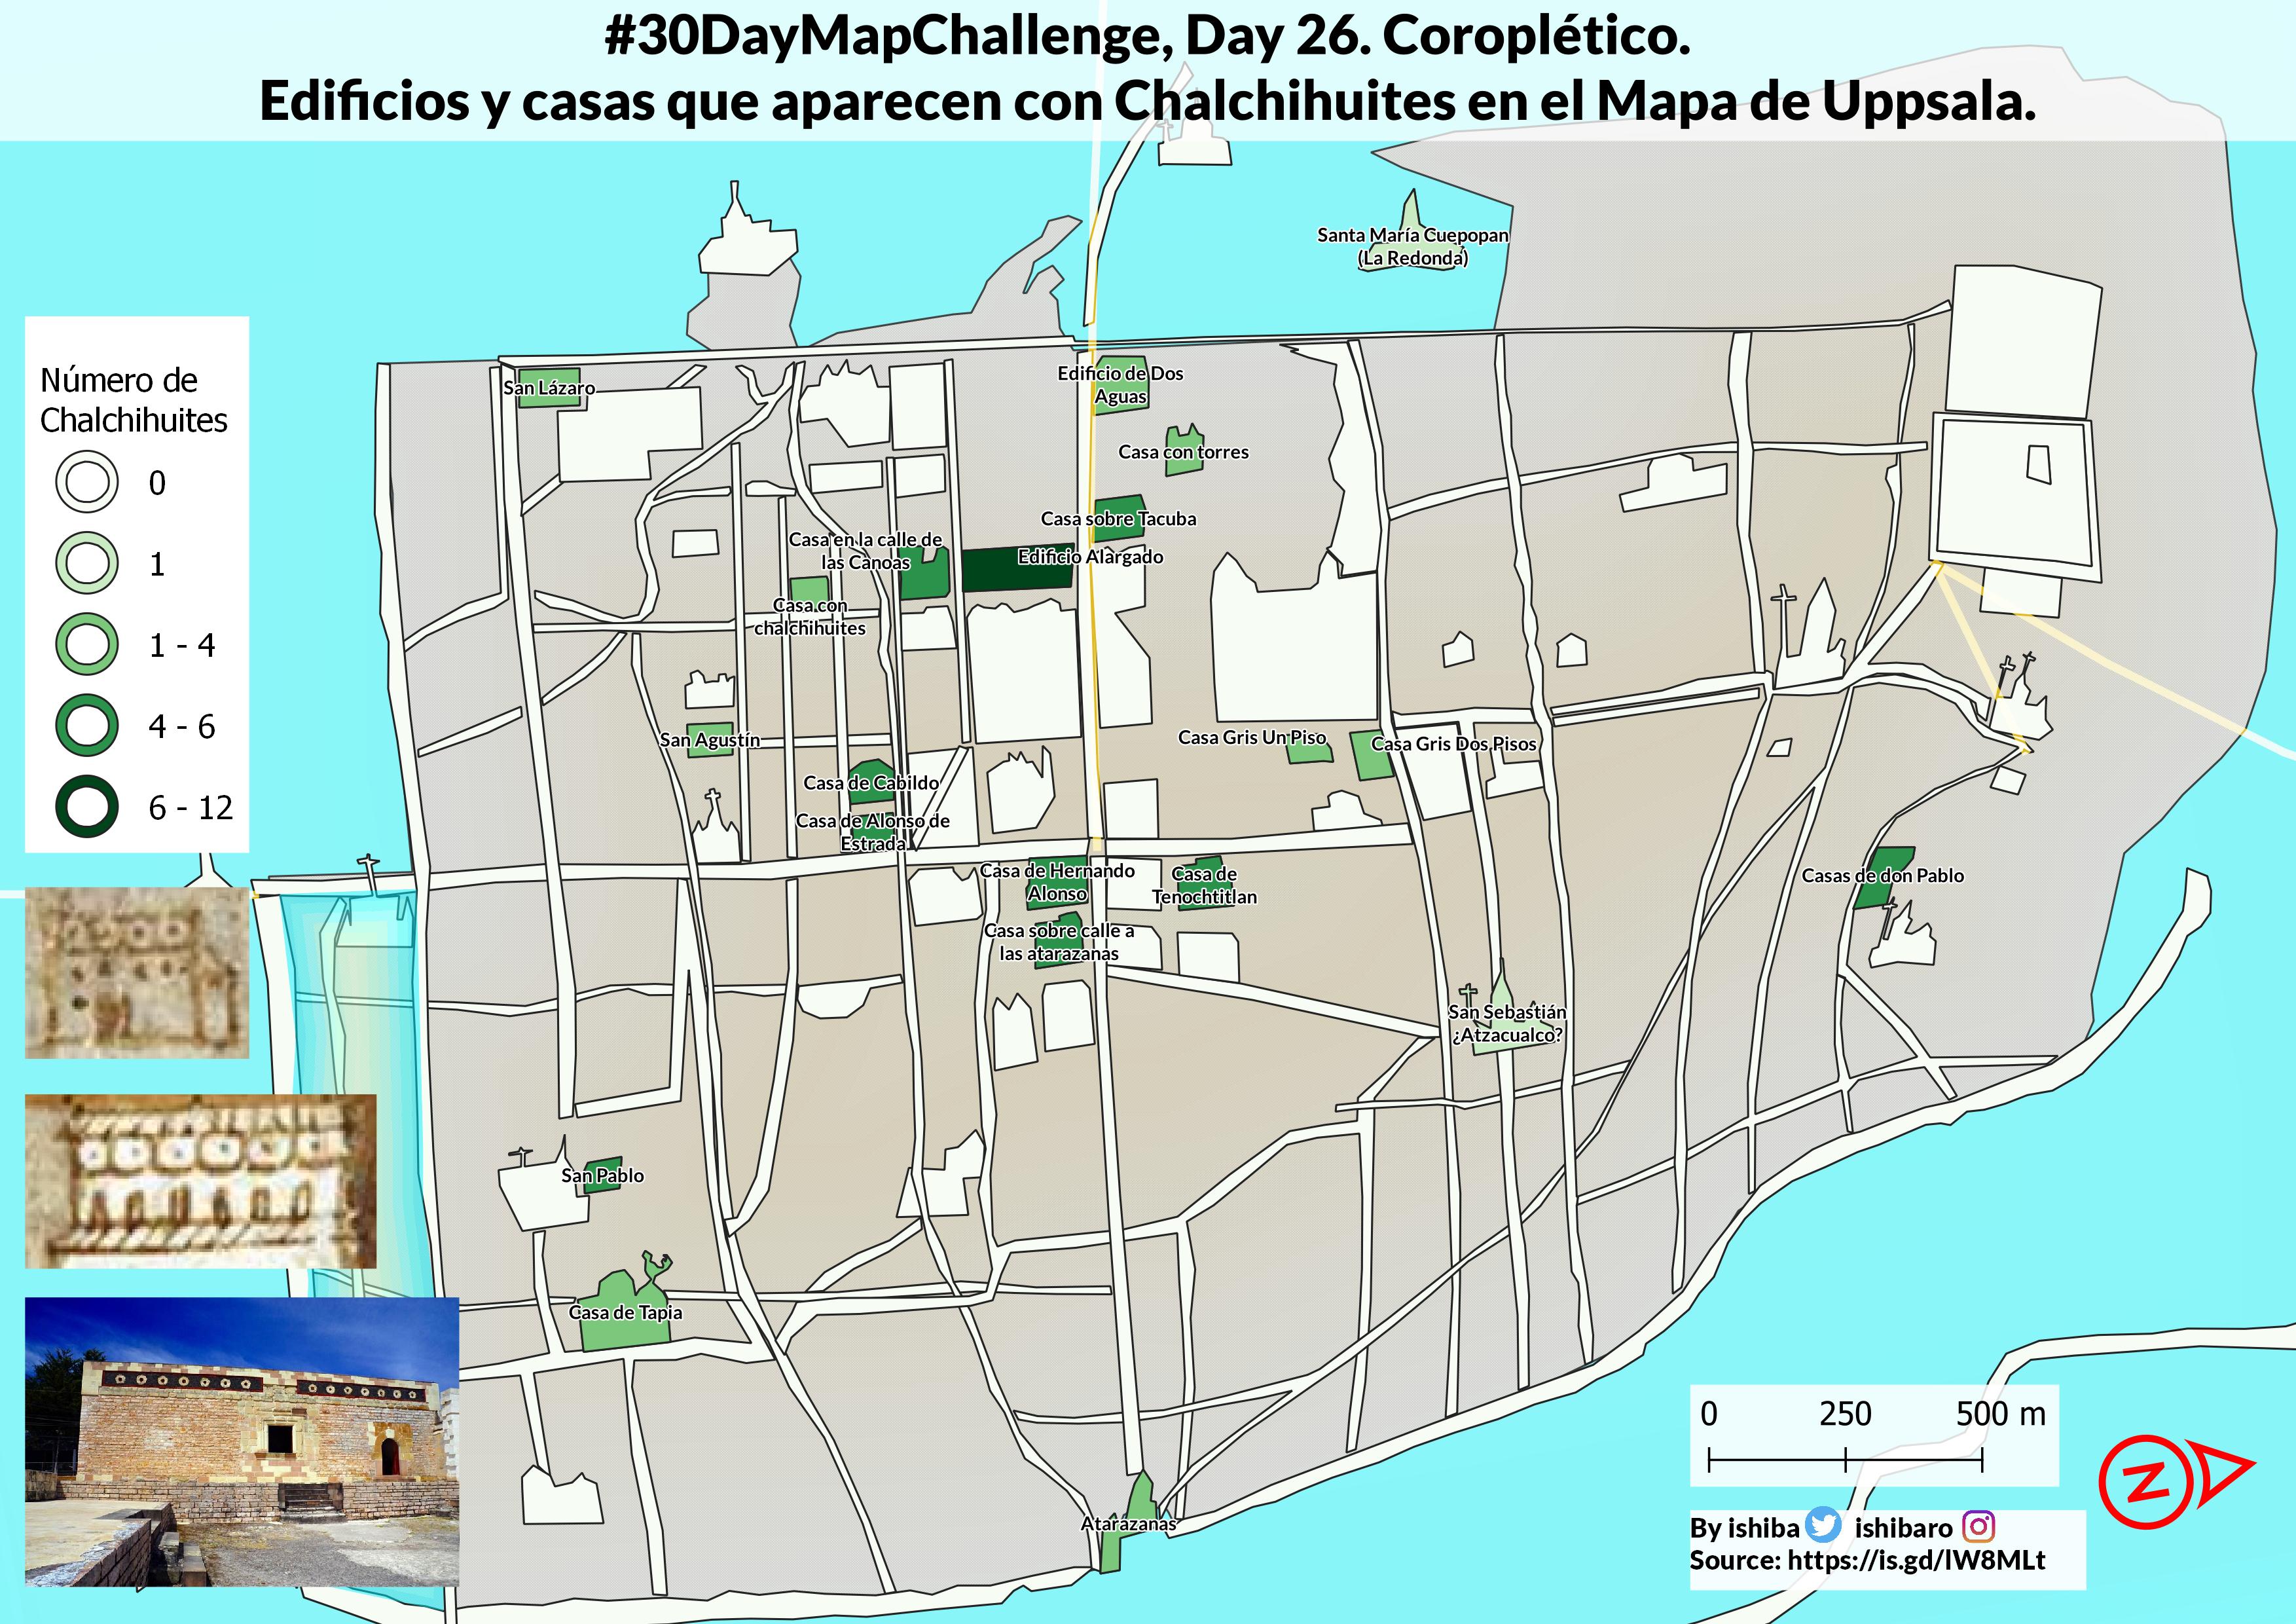 #30DayMapChallenge, Day 26. Coroplético.
Edificios y casas que aparecen con Chalchihuites en el Mapa de Uppsala.
Santa María Cuepopan
(La Redonda)
Número de
Chalchihuites
0
1
1 - 4
4 - 6
6 - 12
San Lázaro
Edificio de Dos
Aguas
Casa con torres
Casa sobre Tacuba
Casa en la calle de
las Canoas
Edificio Alargado
Casa con
chalchihuites
San Agustín
Casa Gris Un Piso
Casa Gris Dos Pisos
Casa de Cabildo
Casa de Alonso de
Estrada
Casa de Hernando
Alonso
Casa de
Tenochtitlan
Casas de don Pablo
Casa sobre calle a
las atarazanas
San Sebastián
¿Atzacualco?
San Pablo
Casa de Tapia
Atarazanas
0 250 500 m
N
By ishiba ishibaro
Source: https://is.gd/lW8MLt